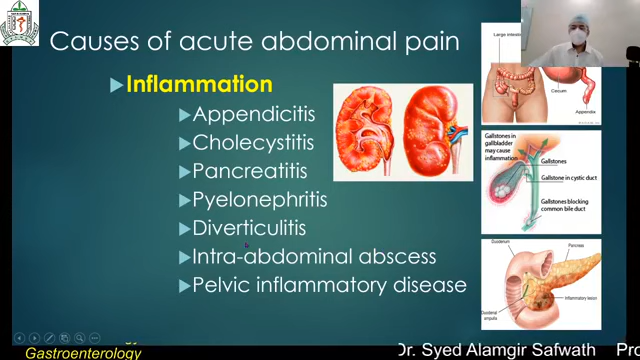 Causes of acute abdominal pain
Inflammation
Appendicitis
Cholecystitis
Pancreatitis
Pyelonephritis
Diverticulitis
Intra-abdominal abscess
Pelvic inflammatory disease
Large intesti
Cecum
Appendix
Gallstones in
gallbladder
may cause
inflammation
Gallstones
Gallstone in cystic duct
Gallstones blocking
common bile duct
Duodenum
Pancreas
Inflammatory lesion
Duodenal
ampulla
Gastroenterology
Dr. Syed Alamgir Safwath
Pro